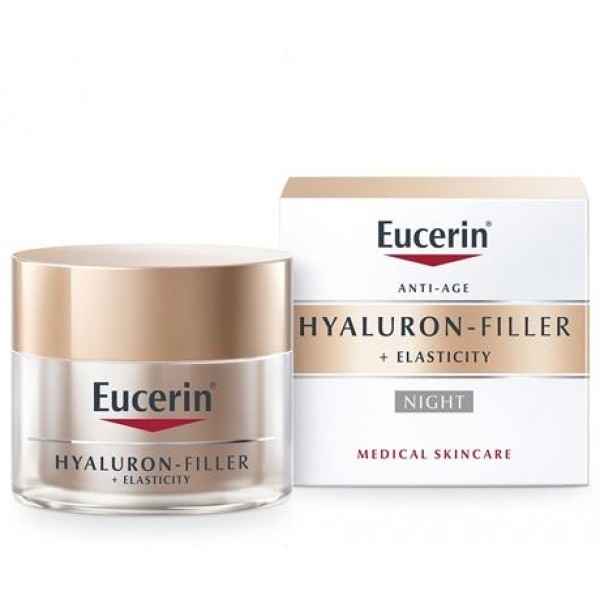 Eucerin®
HYALURON-FILLER
+ ELASTICITY
Eucerin®
ANTI-AGE
HYALURON-FILLER
+ ELASTICITY
NIGHT
MEDICAL SKINCARE